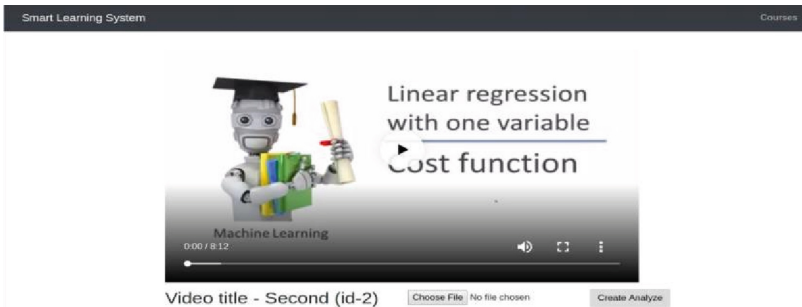 Smart Learning System
Courses
Linear regression
with one variable
Cost function
Machine Learning
0:00 / 8:12
Video title - Second (id-2)
Choose File No file chosen
Create Analyze